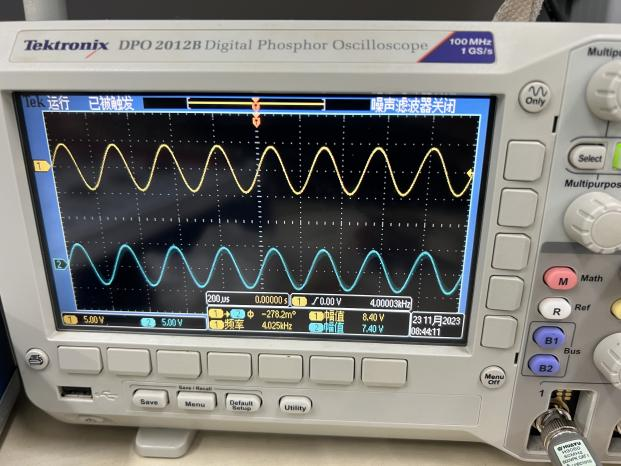 Tektronix DPO 2012B Digital Phosphor Oscilloscope
100 MHz
1 GS/s
Tek 运行 已被触发 噪声滤波器关闭
1
2
200μs 0.00000 s 1 ∫ 0.00 V 4.00003kHz
1 5.00 V 2 5.00 V
1→2 Φ -278.2m°
1 频率 4.025kHz
1 幅值 8.40 V
2 幅值 7.40 V
23 11月 2023
08:44:11
Only
Select
Multipurpose
M Math
R Ref
B1
Bus
B2
Menu Off
Save / Recall
Save
Menu
Default Setup
Utility
1
HUAYU